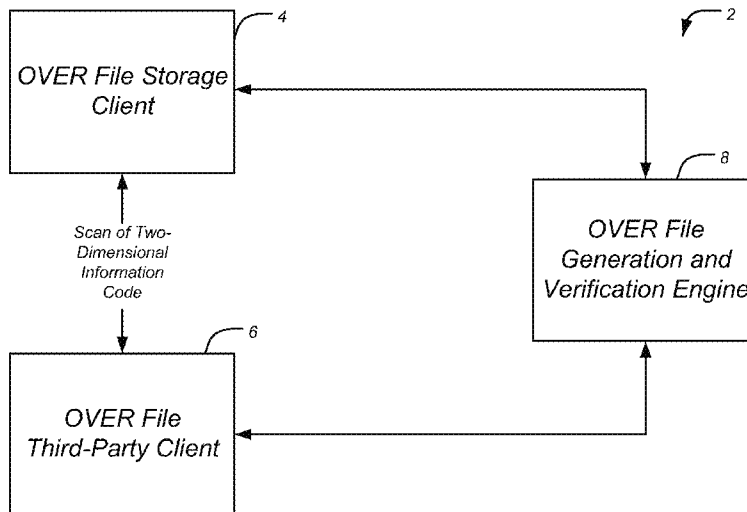 4
2
OVER File Storage
Client
8
OVER File
Generation and
Verification Engine
Scan of Two-
Dimensional
Information
Code
6
OVER File
Third-Party Client